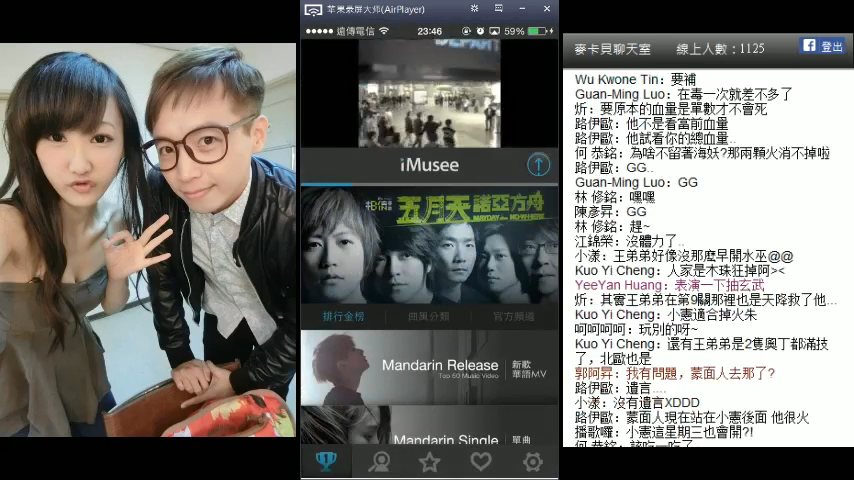 苹果录屏大师(AirPlayer)
遠傳電信
23:46
59%
DEPART
iMusee
五月天 諾亞方舟
MAYDAY@NOWHERE
排行金榜
曲風分類
官方頻道
Mandarin Release
Top 50 Music Video
新歌
華語MV
Mandarin Single
單曲
麥卡貝聊天室 線上人數：1125
登出
Wu Kwone Tin：要補
Guan-Ming Luo：在毒一次就差不多了
炘：要原本的血量是單數才不會死
路伊歐：他不是看當前血量
路伊歐：他試看你的總血量..
何 恭銘：為啥不留著海妖?那兩顆火消不掉啦
路伊歐：GG..
Guan-Ming Luo：GG
林 修銘：嘿嘿
陳彥昇：GG
林 修銘：趕~
江錦榮：沒體力了..
小漾：王弟弟好像沒那麼早開水巫@@
Kuo Yi Cheng：人家是木珠狂掉阿><
YeeYan Huang：表演一下抽玄武
炘：其實王弟弟在第9關那裡也是天降救了他...
Kuo Yi Cheng：小憲適合掉火朱
呵呵呵呵：玩別的呀~
Kuo Yi Cheng：還有王弟弟是2隻奧丁都滿技
了，北歐也是
郭阿昇：我有問題，蒙面人去那了?
路伊歐：遺言....
小漾：沒有遺言XDDD
路伊歐：蒙面人現在站在小憲後面 他很火
播歌囉：小憲這星期三也會開?!